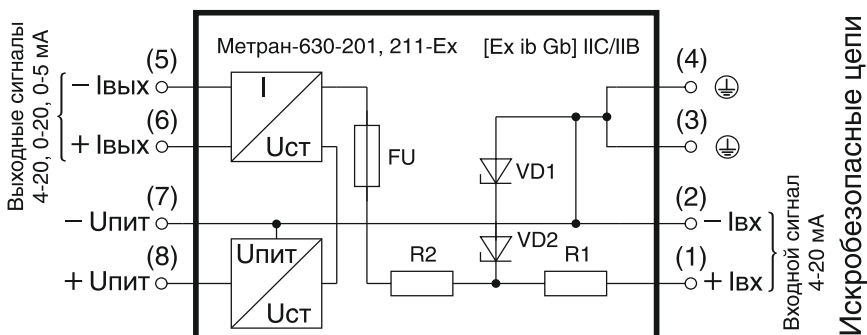 Метран-630-201, 211-Ex [Ex ib Gb] IIC/IIB
Выходные сигналы
4-20, 0-20, 0-5 мА
(5)
− Iвых
(6)
+ Iвых
(7)
− Uпит
(8)
+ Uпит
I
Uст
Uпит
Uст
FU
VD1
VD2
R2
R1
(4)
(3)
(2)
− Iвх
(1)
+ Iвх
Входной сигнал
4-20 мА
Искробезопасные цепи